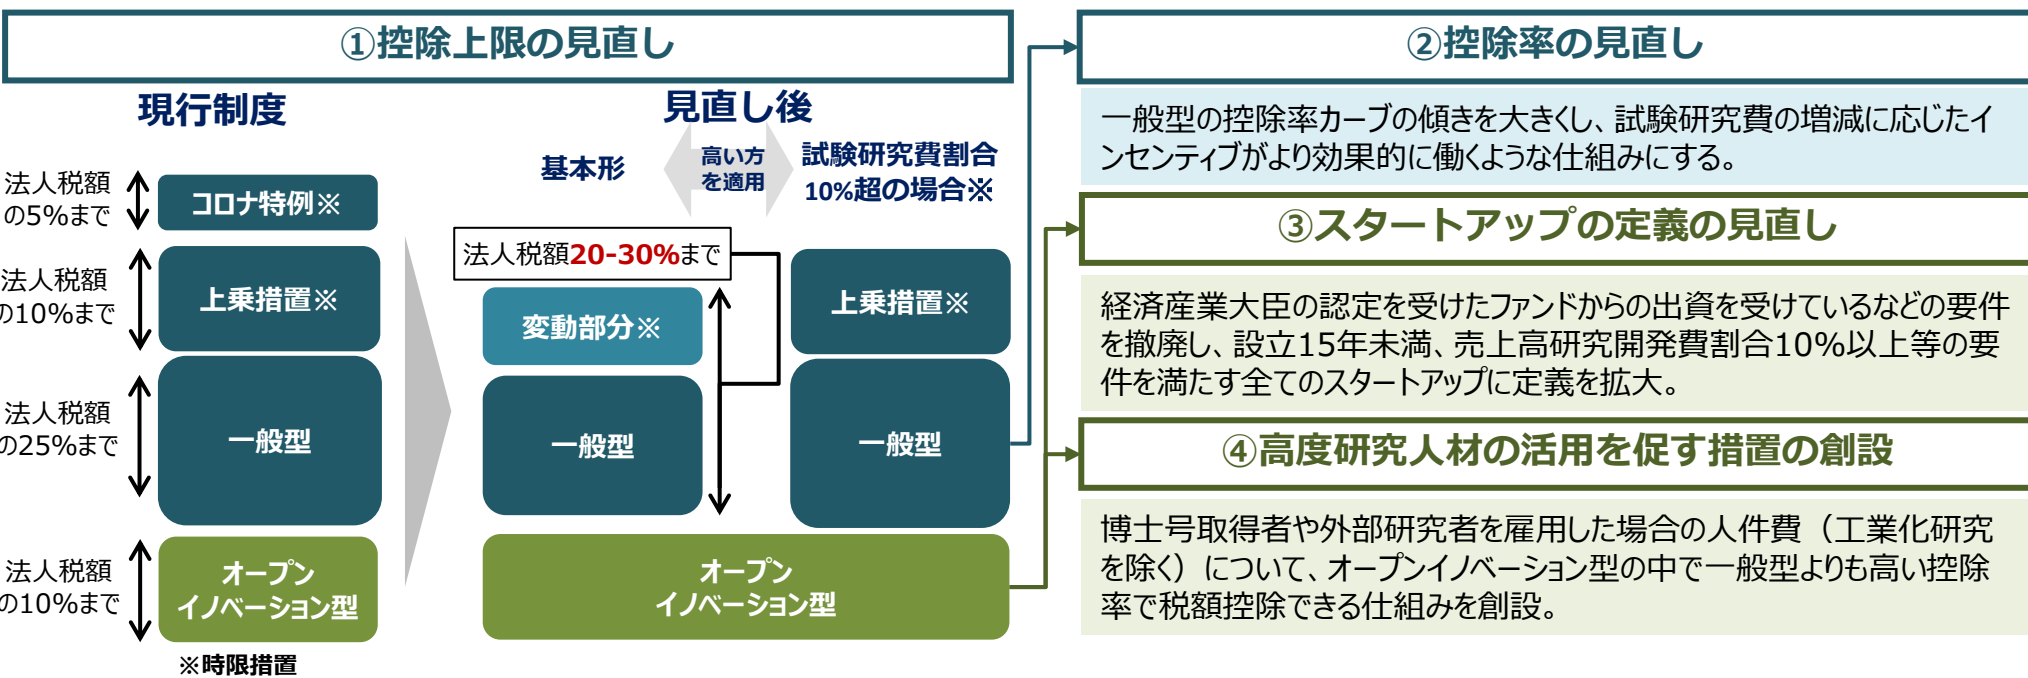 ①控除上限の見直し
現行制度
法人税額
の5%まで
コロナ特例※
法人税額
の10%まで
上乗措置※
法人税額
の25%まで
一般型
法人税額
の10%まで
オープン
イノベーション型
※時限措置
見直し後
基本形
高い方
を適用
試験研究費割合
10%超の場合※
法人税額20-30%まで
変動部分※
一般型
上乗措置※
一般型
オープン
イノベーション型
②控除率の見直し
一般型の控除率カーブの傾きを大きくし、試験研究費の増減に応じたイ
ンセンティブがより効果的に働くような仕組みにする。
③スタートアップの定義の見直し
経済産業大臣の認定を受けたファンドからの出資を受けているなどの要件
を撤廃し、設立15年未満、売上高研究開発費割合10%以上等の要
件を満たす全てのスタートアップに定義を拡大。
④高度研究人材の活用を促す措置の創設
博士号取得者や外部研究者を雇用した場合の人件費（工業化研究
を除く）について、オープンイノベーション型の中で一般型よりも高い控除
率で税額控除できる仕組みを創設。